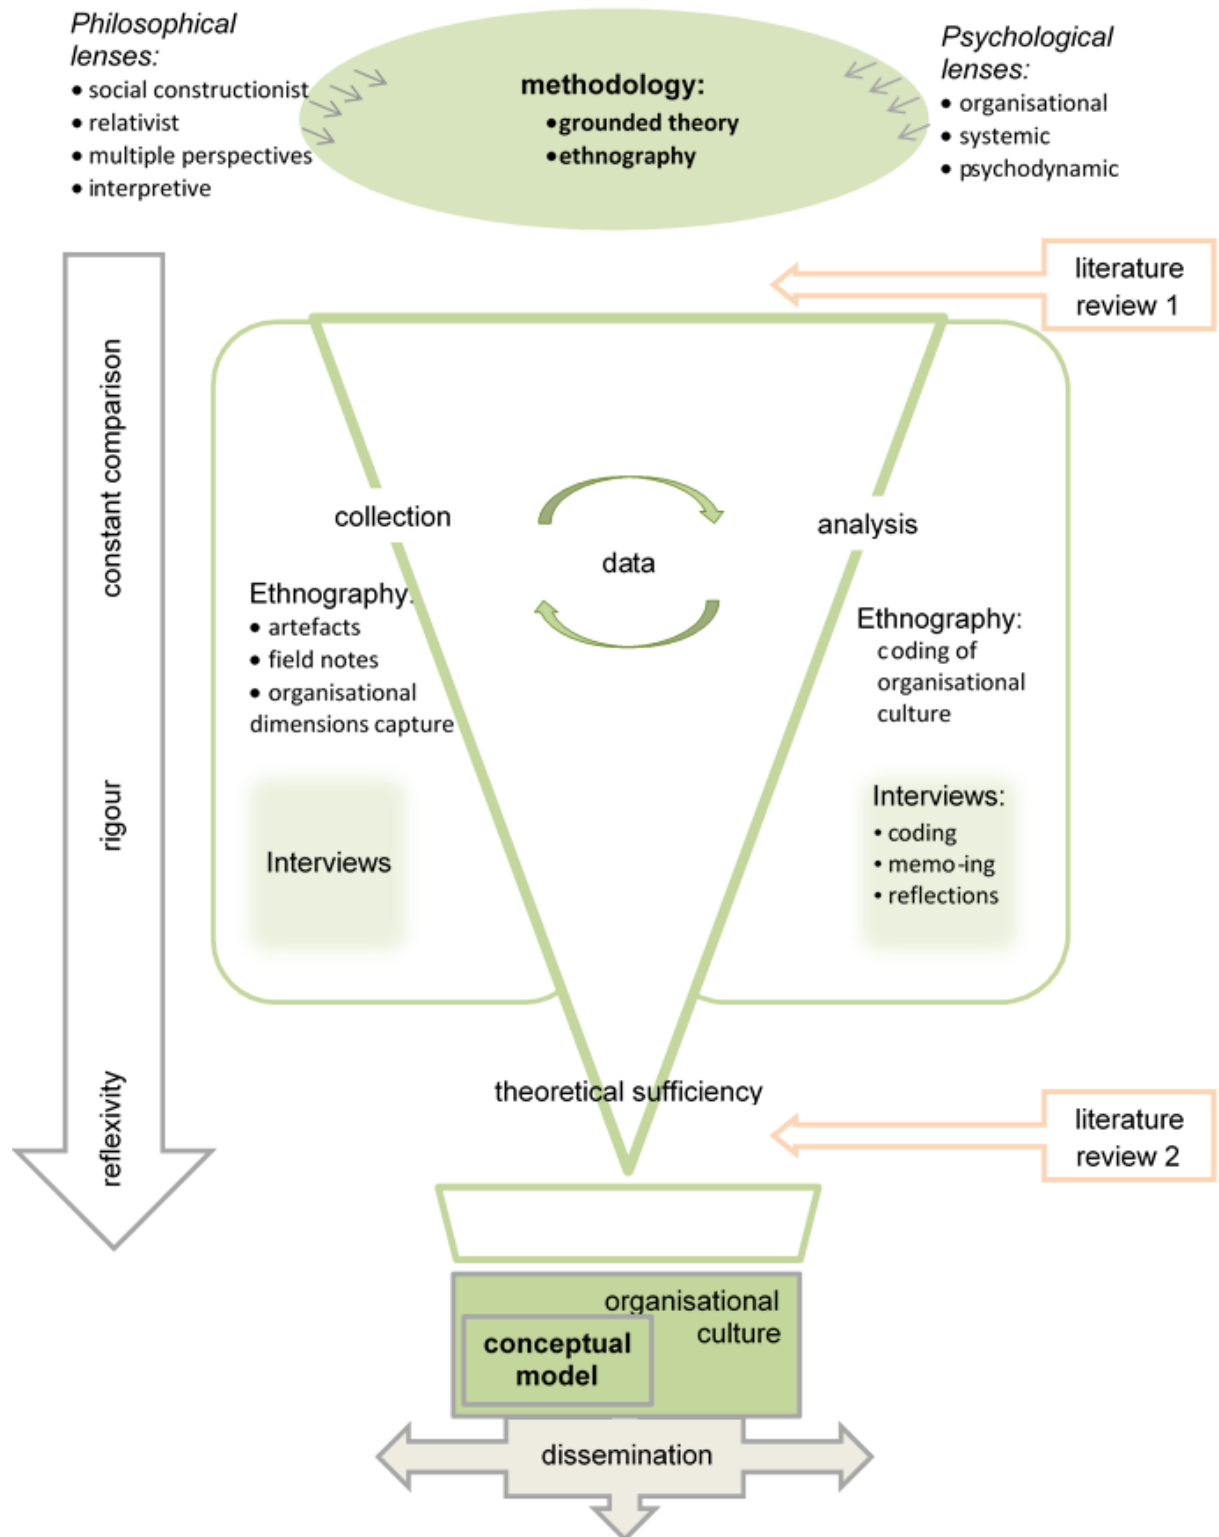 Philosophical
lenses:
• social constructionist
• relativist
• multiple perspectives
• interpretive
methodology:
•grounded theory
•ethnography
Psychological
lenses:
• organisational
• systemic
• psychodynamic
literature
review 1
constant comparison
rigour
reflexivity
collection
data
analysis
Ethnography:
• artefacts
• field notes
• organisational
dimensions capture
Interviews
Ethnography:
coding of
organisational
culture
Interviews:
• coding
• memo-ing
• reflections
theoretical sufficiency
literature
review 2
organisational
culture
conceptual
model
dissemination